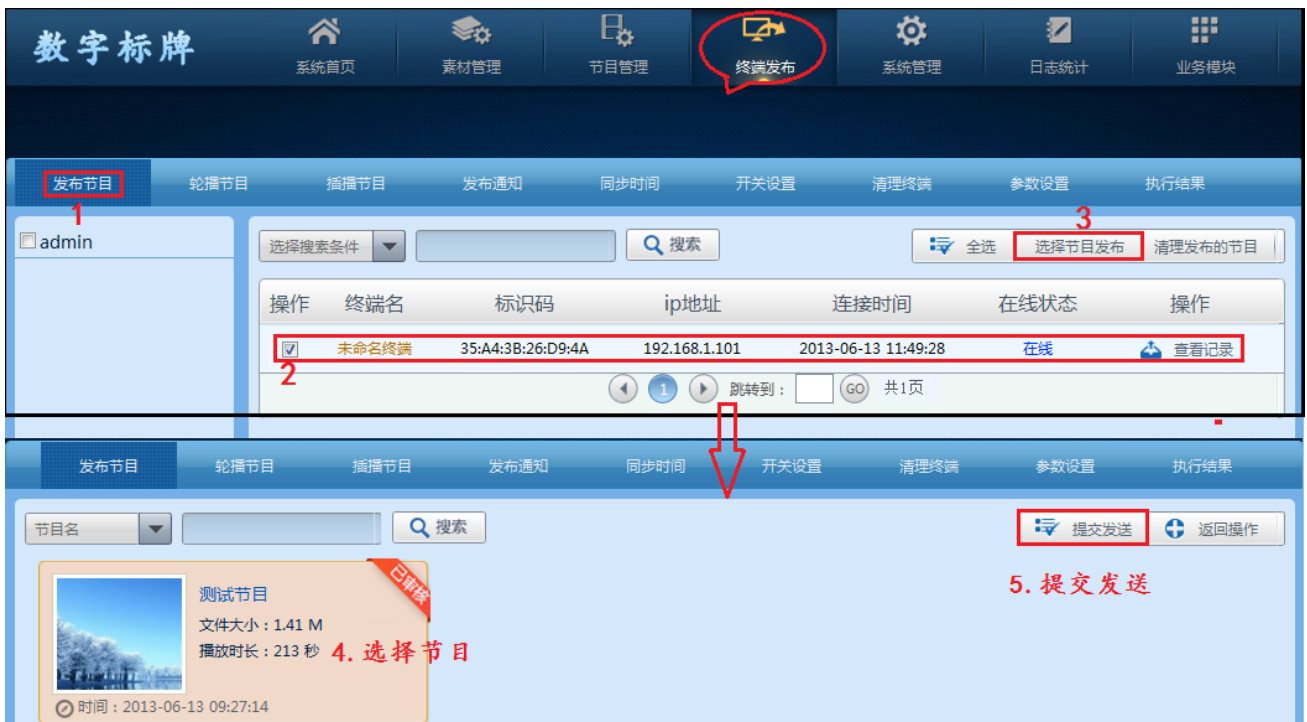 数字标牌
系统首页 素材管理 节目管理 终端发布 系统管理 日志统计 业务模块
发布节目 轮播节目 插播节目 发布通知 同步时间 开关设置 清理终端 参数设置 执行结果
1
3
admin
选择搜索条件 搜索 全选 选择节目发布 清理发布的节目
操作 终端名 标识码 ip地址 连接时间 在线状态 操作
未命名终端 35:A4:3B:26:D9:4A 192.168.1.101 2013-06-13 11:49:28 在线 查看记录
2
1 跳转到： GO 共1页
发布节目 轮播节目 插播节目 发布通知 同步时间 开关设置 清理终端 参数设置 执行结果
节目名 搜索 提交发送 返回操作
已审核
测试节目
5.提交发送
文件大小：1.41 M
播放时长：213 秒
4.选择节目
时间：2013-06-13 09:27:14